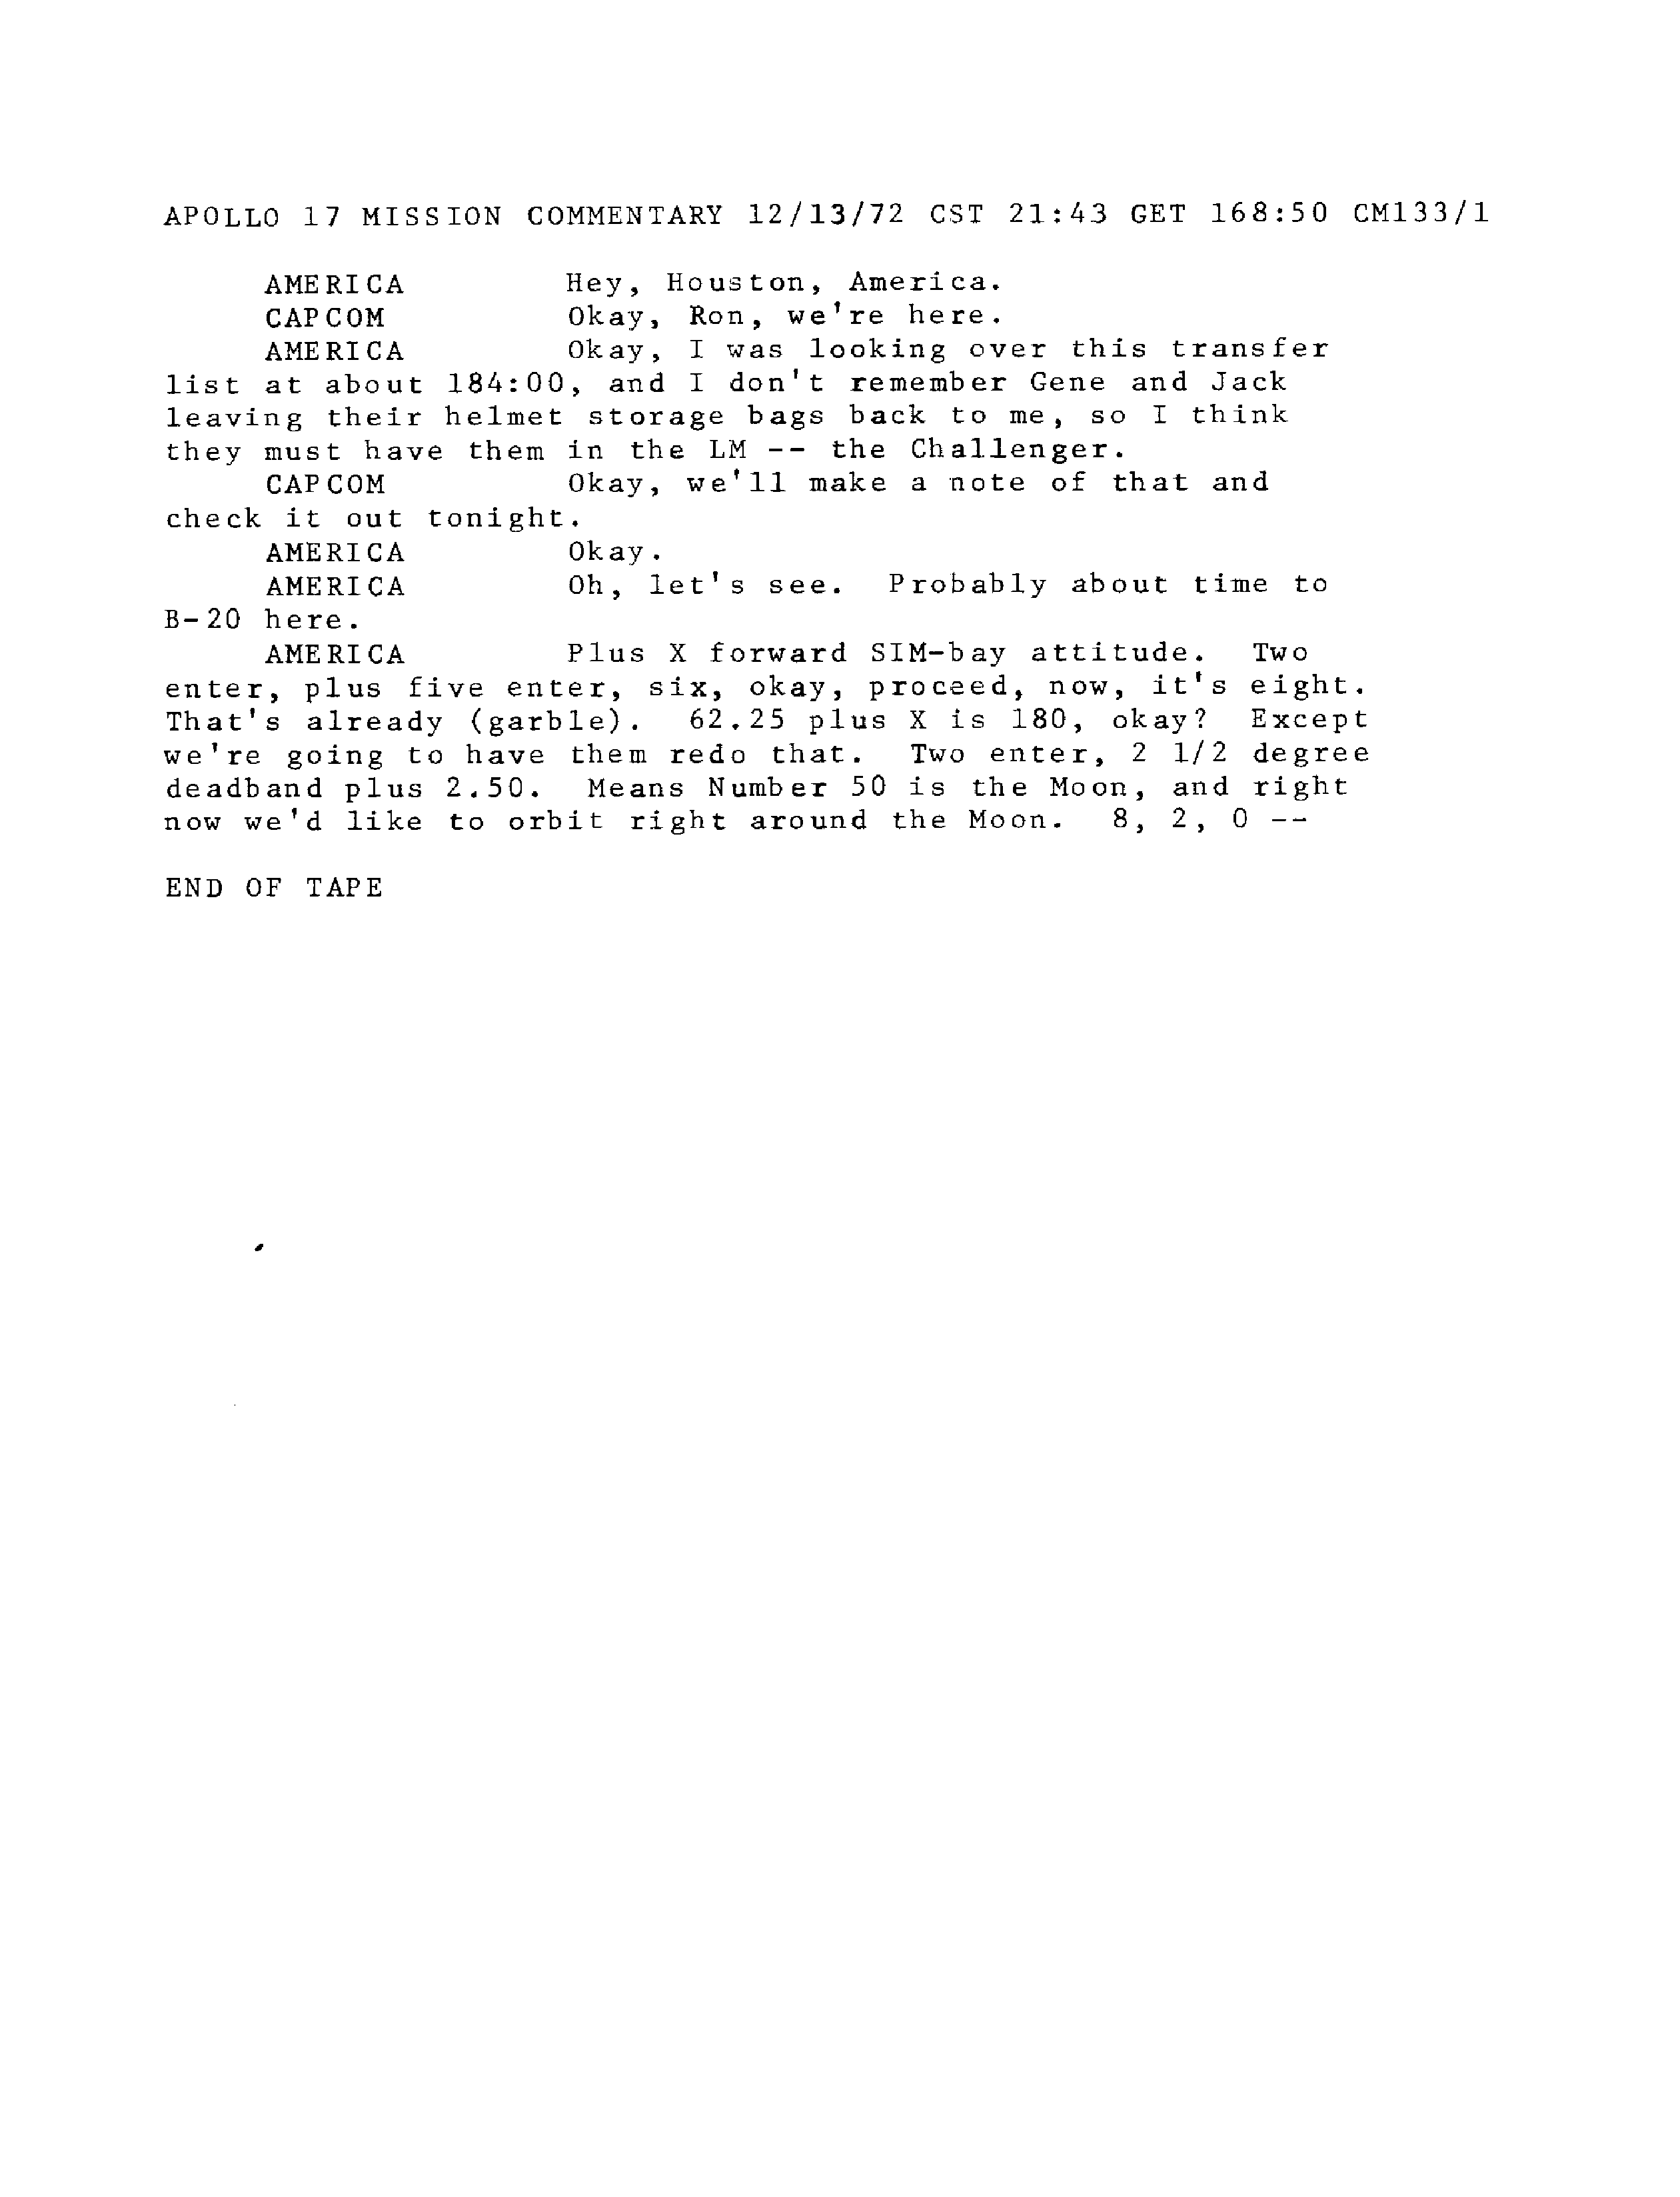 APOLLO 17 MISSION COMMENTARY 12/13/72 CST 21:43 GET 168:50 CM133/1
AMERICA Hey, Houston, America.
CAPCOM Okay, Ron, we're here.
AMERICA Okay, I was looking over this transfer
list at about 184:00, and I don't remember Gene and Jack
leaving their helmet storage bags back to me, so I think
they must have them in the LM -- the Challenger.
CAPCOM Okay, we'll make a note of that and
check it out tonight.
AMERICA Okay.
AMERICA Oh, let's see. Probably about time to
B-20 here.
AMERICA Plus X forward SIM-bay attitude. Two
enter, plus five enter, six, okay, proceed, now, it's eight.
That's already (garble). 62.25 plus X is 180, okay? Except
we're going to have them redo that. Two enter, 2 1/2 degree
deadband plus 2.50. Means Number 50 is the Moon, and right
now we'd like to orbit right around the Moon. 8, 2, 0 --
END OF TAPE